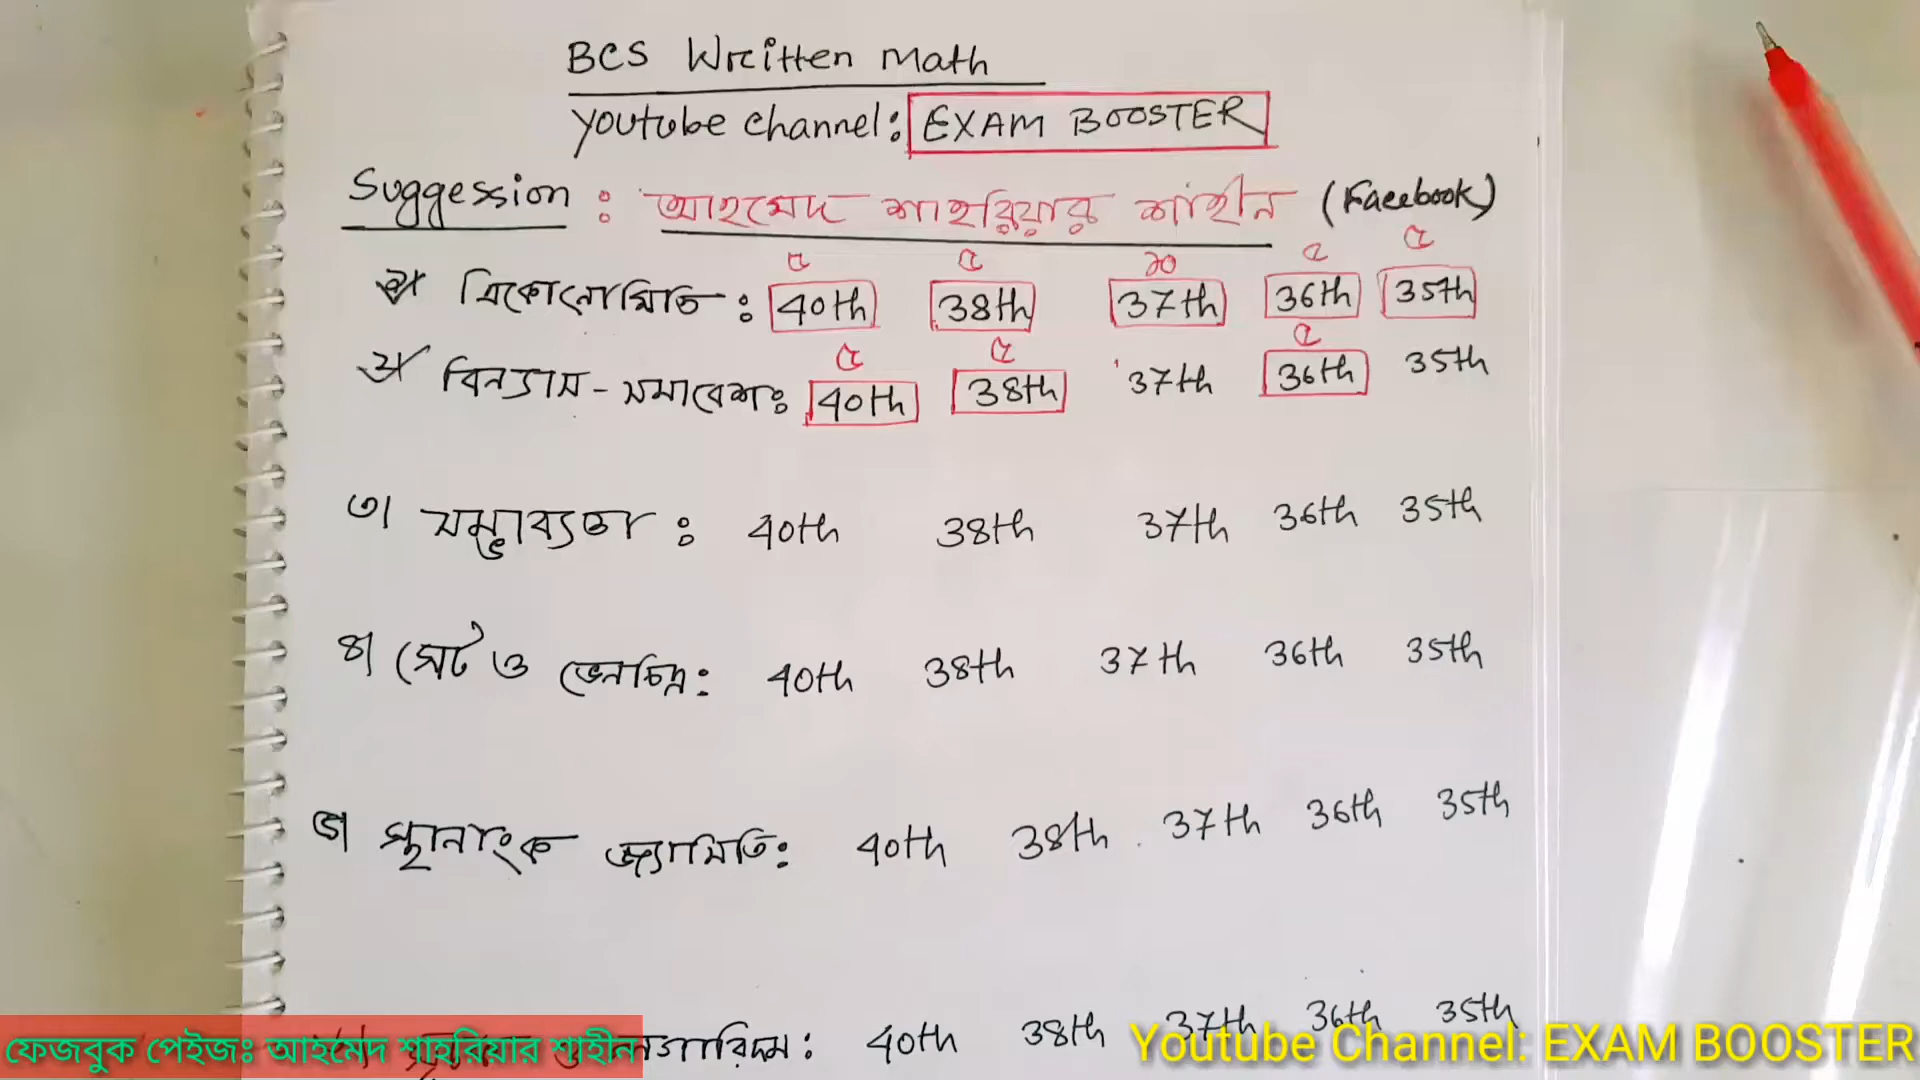 BCS Written Math
Youtube Channel: EXAM BOOSTER
Suggession : আহমেদ শাহরিয়ার শাহীন (Facebook)
৫ ৫ ১০ ৫ ৫
ত্রিকোনোমিতি : 40th 38th 37th 36th 35th
৫ ৫ ৫
বিন্যাস - সমাবেশঃ 40th 38th 37th 36th 35th
৩। সম্ভাব্যতা : 40th 38th 37th 36th 35th
৪। সেট ও ভেনচিত্র: 40th 38th 37th 36th 35th
৫। স্থানাংক জ্যামিতি: 40th 38th 37th 36th 35th
40th 38th 37th 36th 35th
ফেজবুক পেইজঃ আহমেদ শাহরিয়ার শাহীন
Youtube Channel: EXAM BOOSTER